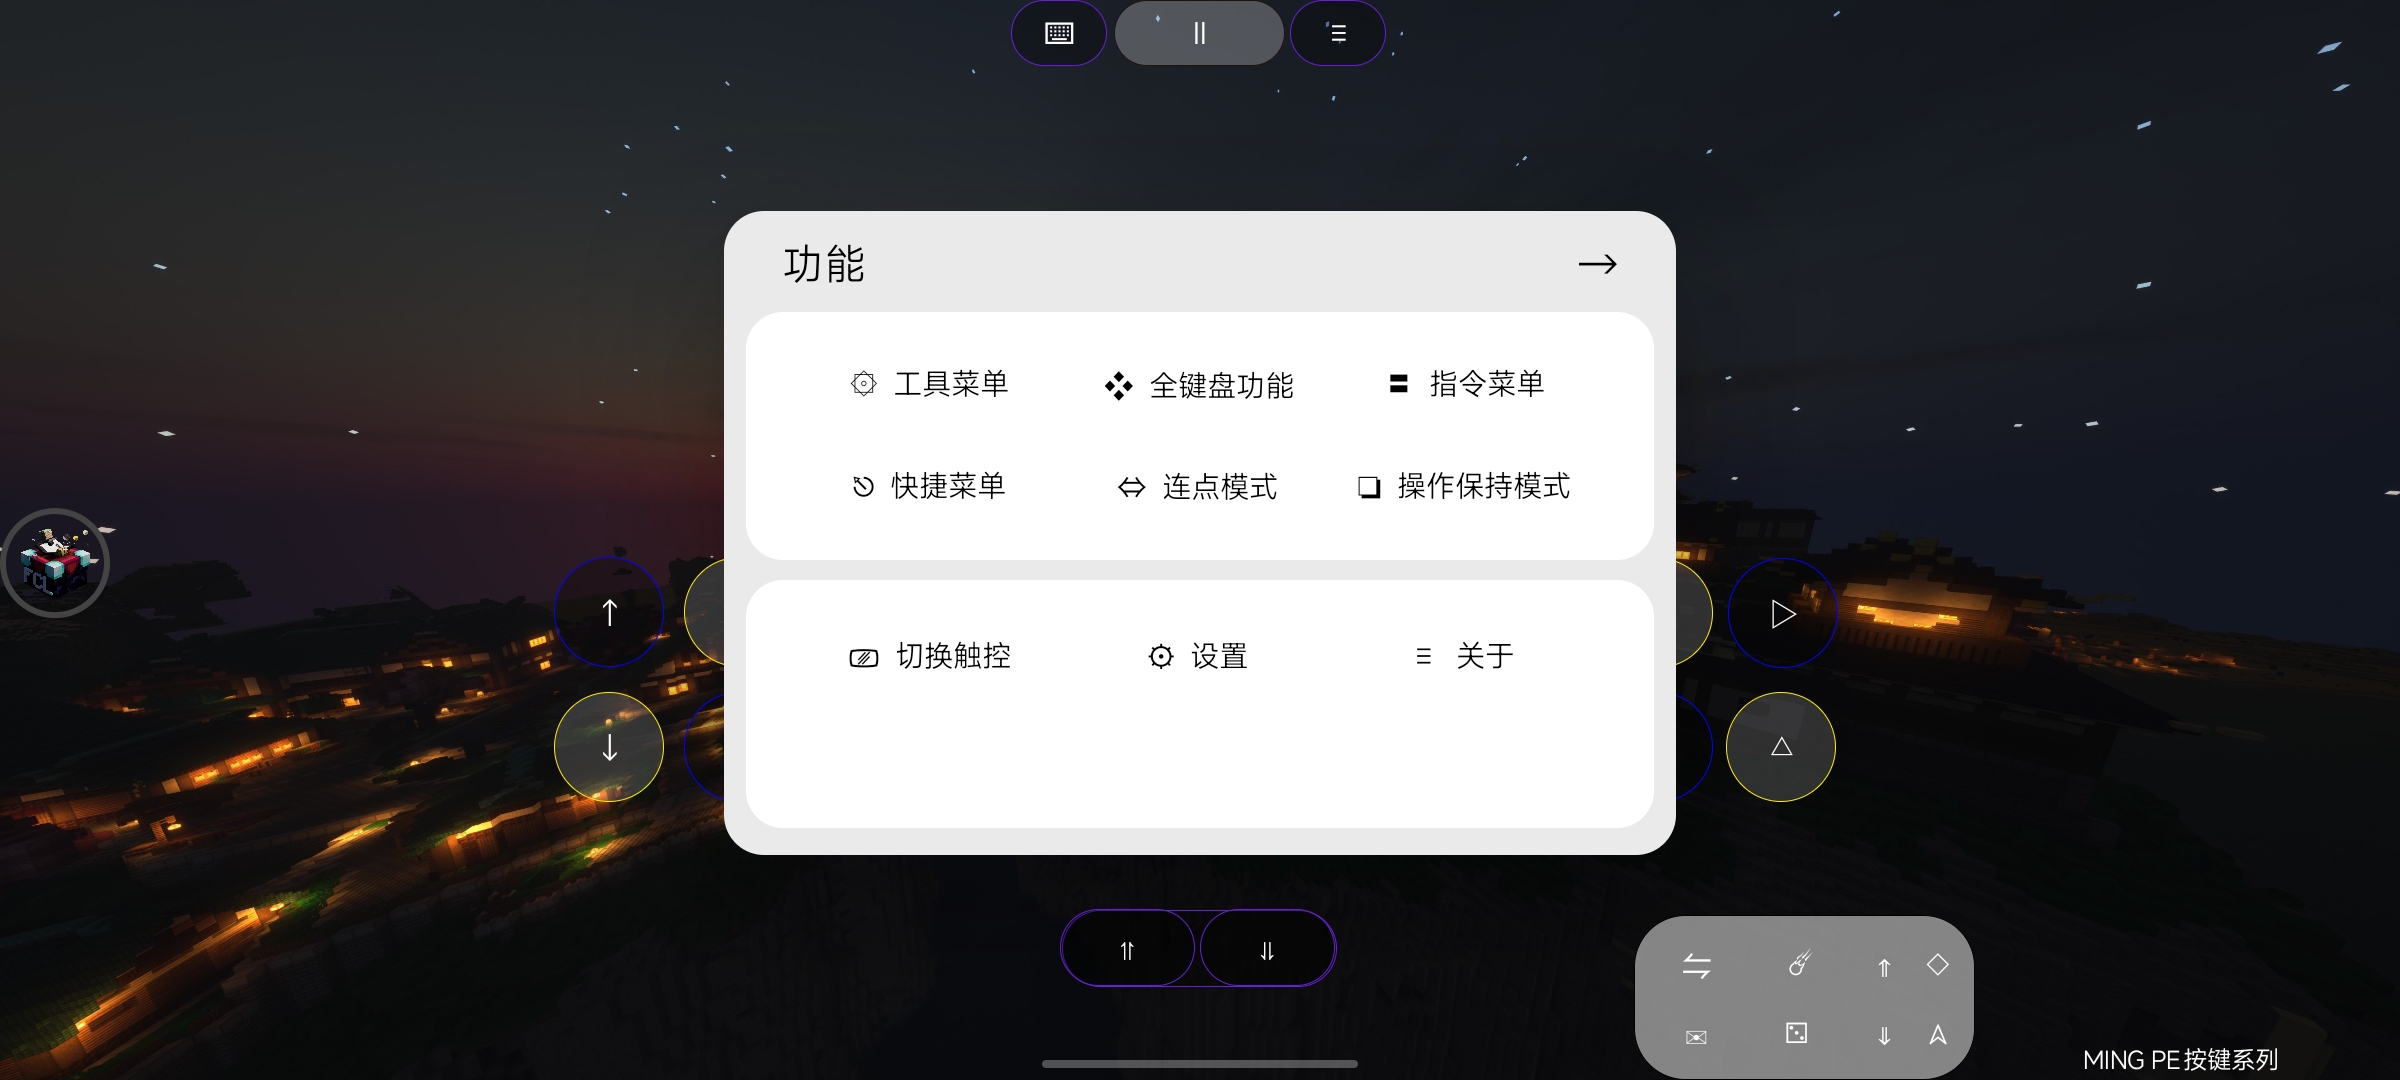 功能
工具菜单 全键盘功能 指令菜单
快捷菜单 连点模式 操作保持模式
FCL
切换触控 设置 关于
MING PE按键系列